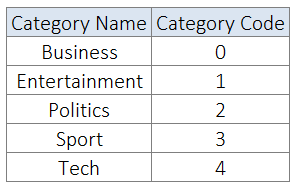 Category Name Category Code
Business 0
Entertainment 1
Politics 2
Sport 3
Tech 4